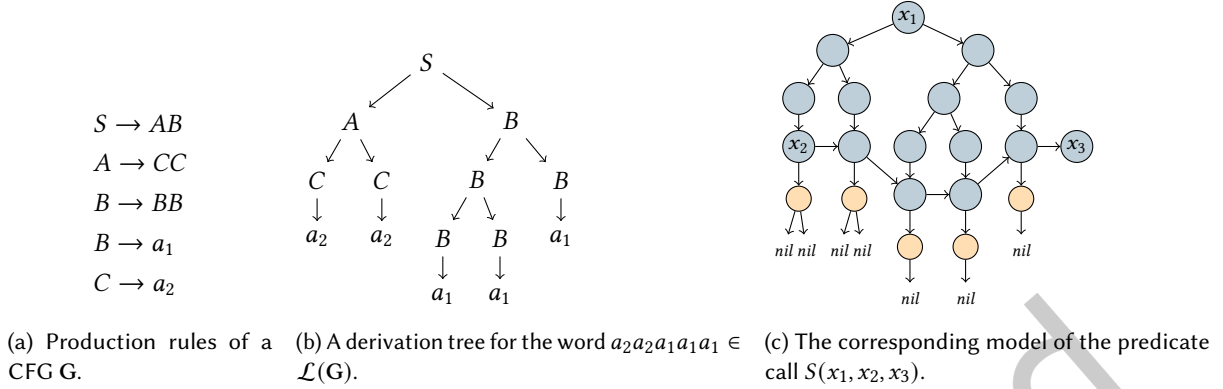 S → AB
A → CC
B → BB
B → a₁
C → a₂
S
A B
C C B B
a₂ a₂ B B a₁
a₁ a₁
x₁
x₂ x₃
nil nil nil nil nil
nil nil
(a) Production rules of a
CFG G.
(b) A derivation tree for the word a₂a₂a₁a₁a₁ ∈
ℒ(G).
(c) The corresponding model of the predicate
call S(x₁, x₂, x₃).